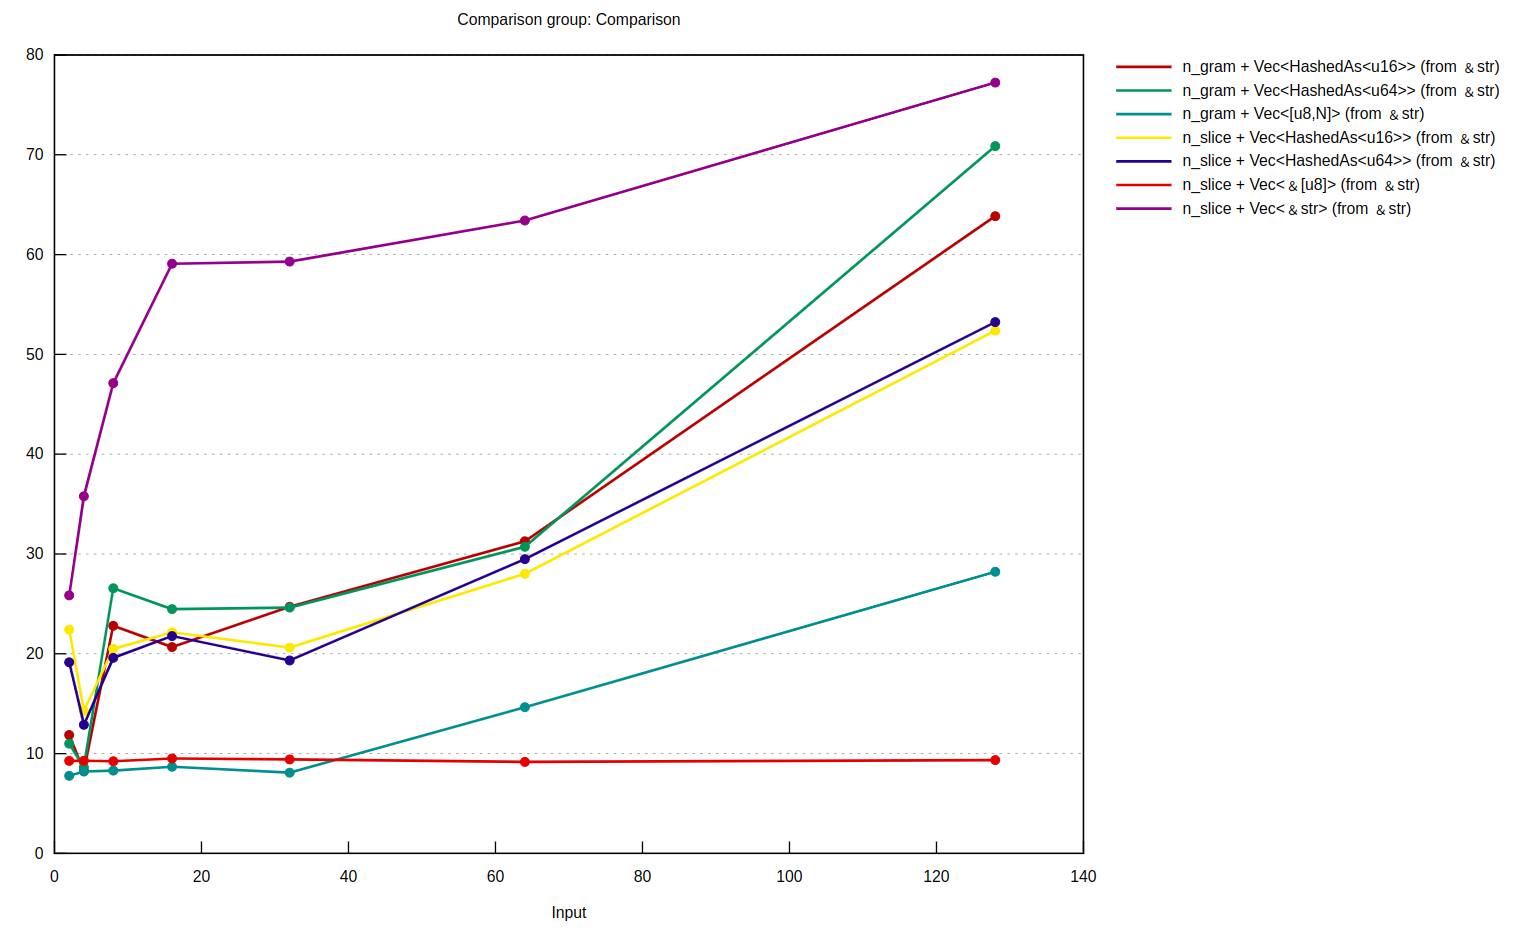 Comparison group: Comparison
80
70
60
50
40
30
20
10
0
0 20 40 60 80 100 120 140
Input
n_gram + Vec<HashedAs<u16>> (from &str)
n_gram + Vec<HashedAs<u64>> (from &str)
n_gram + Vec<[u8,N]> (from &str)
n_slice + Vec<HashedAs<u16>> (from &str)
n_slice + Vec<HashedAs<u64>> (from &str)
n_slice + Vec<&[u8]> (from &str)
n_slice + Vec<&str> (from &str)